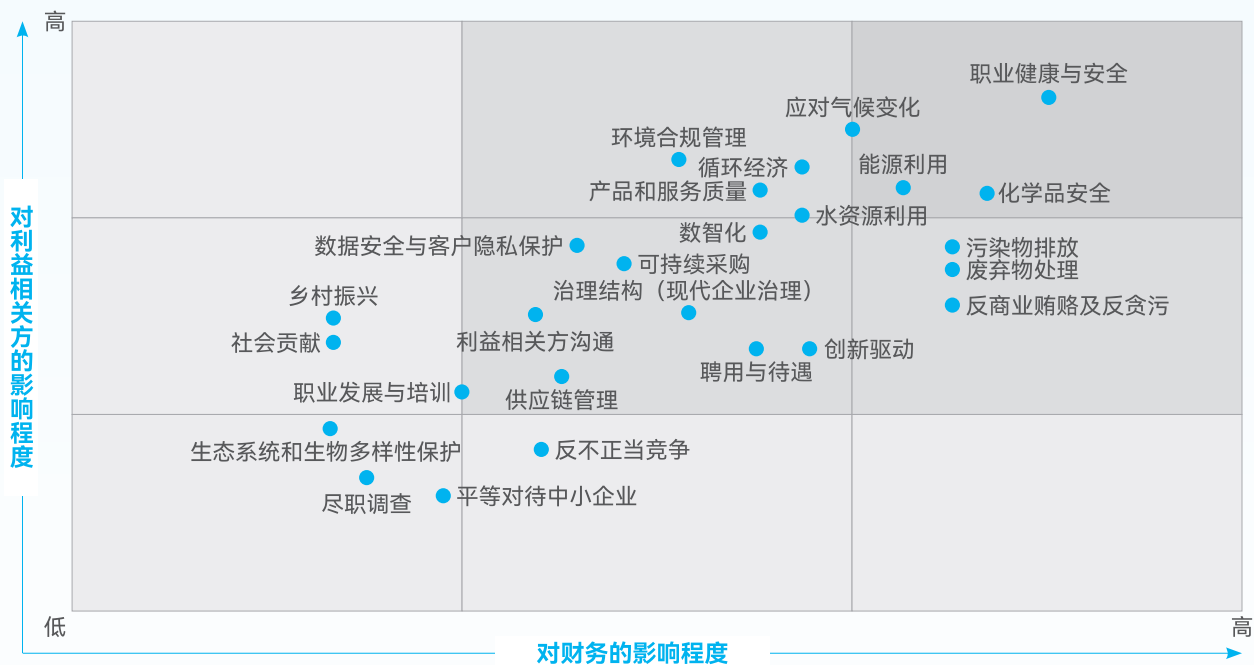 高
职业健康与安全
应对气候变化
环境合规管理
循环经济
能源利用
产品和服务质量
化学品安全
水资源利用
数智化
数据安全与客户隐私保护
污染物排放
可持续采购
废弃物处理
治理结构（现代企业治理）
乡村振兴
反商业贿赂及反贪污
社会贡献
利益相关方沟通
创新驱动
聘用与待遇
职业发展与培训
供应链管理
生态系统和生物多样性保护
反不正当竞争
尽职调查
平等对待中小企业
对利益相关方的影响程度
低
高
对财务的影响程度